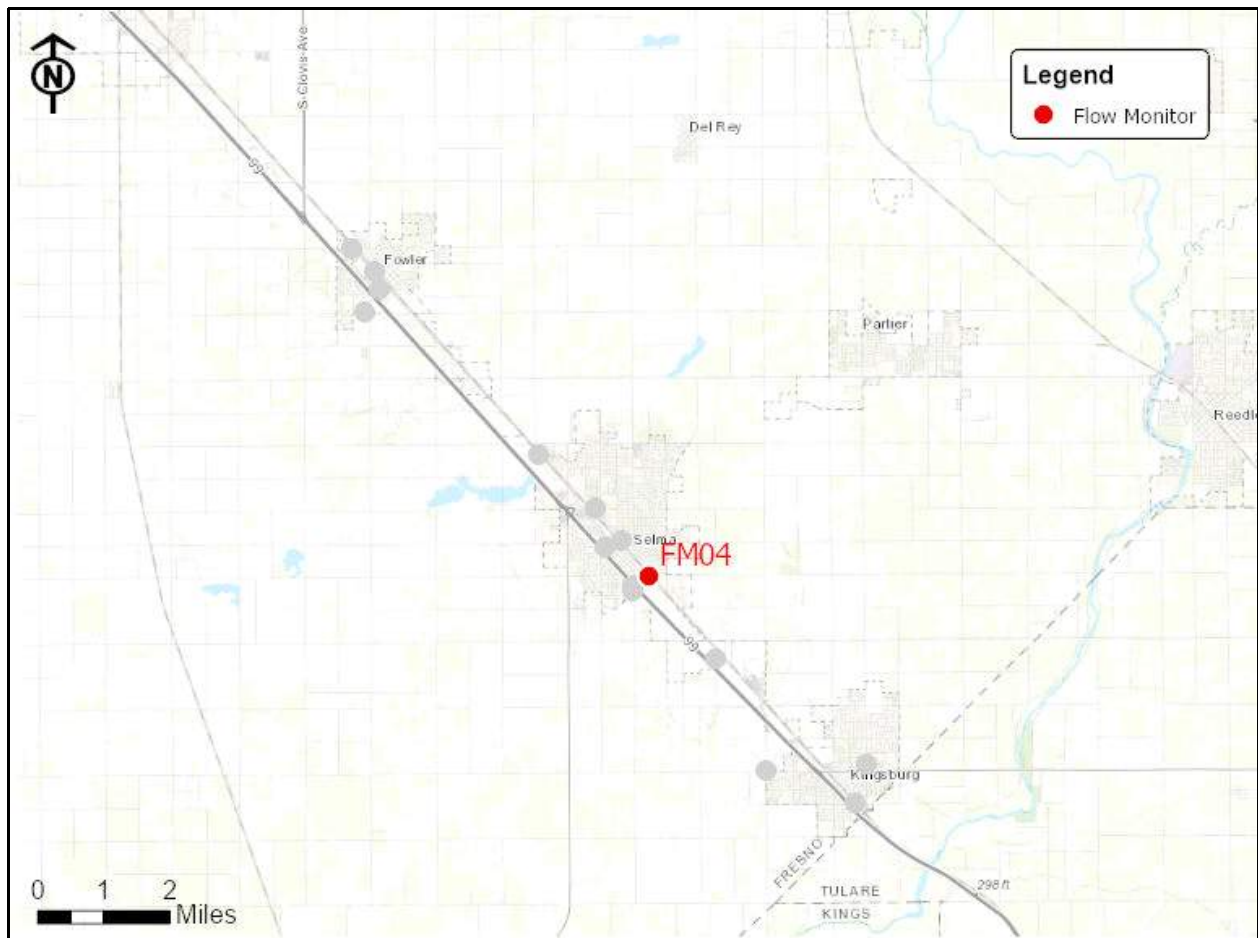 S-Clovis-Ave
N
Legend
Flow Monitor
Del Rey
99
Fowler
Parlier
Selma
FM04
99
Kingsburg
0 1 2
Miles
FRESNO
TULARE
KINGS
298 ft